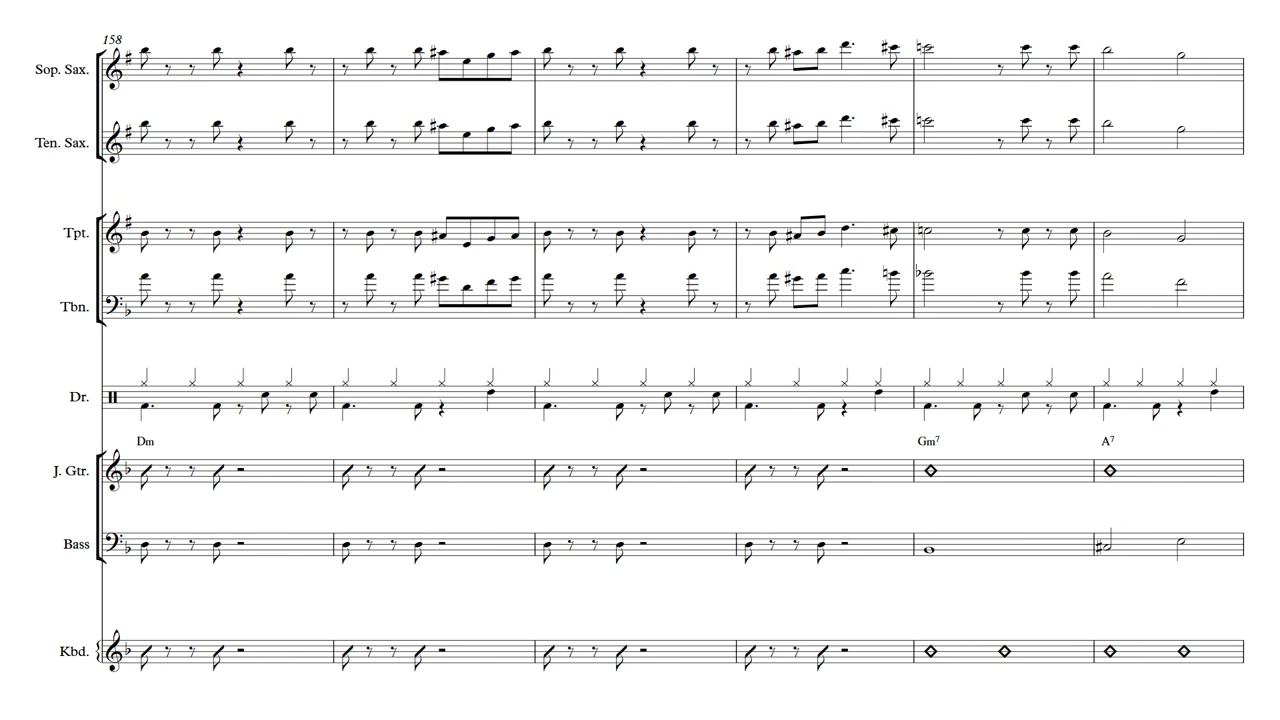 158
Sop. Sax.
Ten. Sax.
Tpt.
Tbn.
Dr.
Dm Gm7 A7
J. Gtr.
Bass
Kbd.